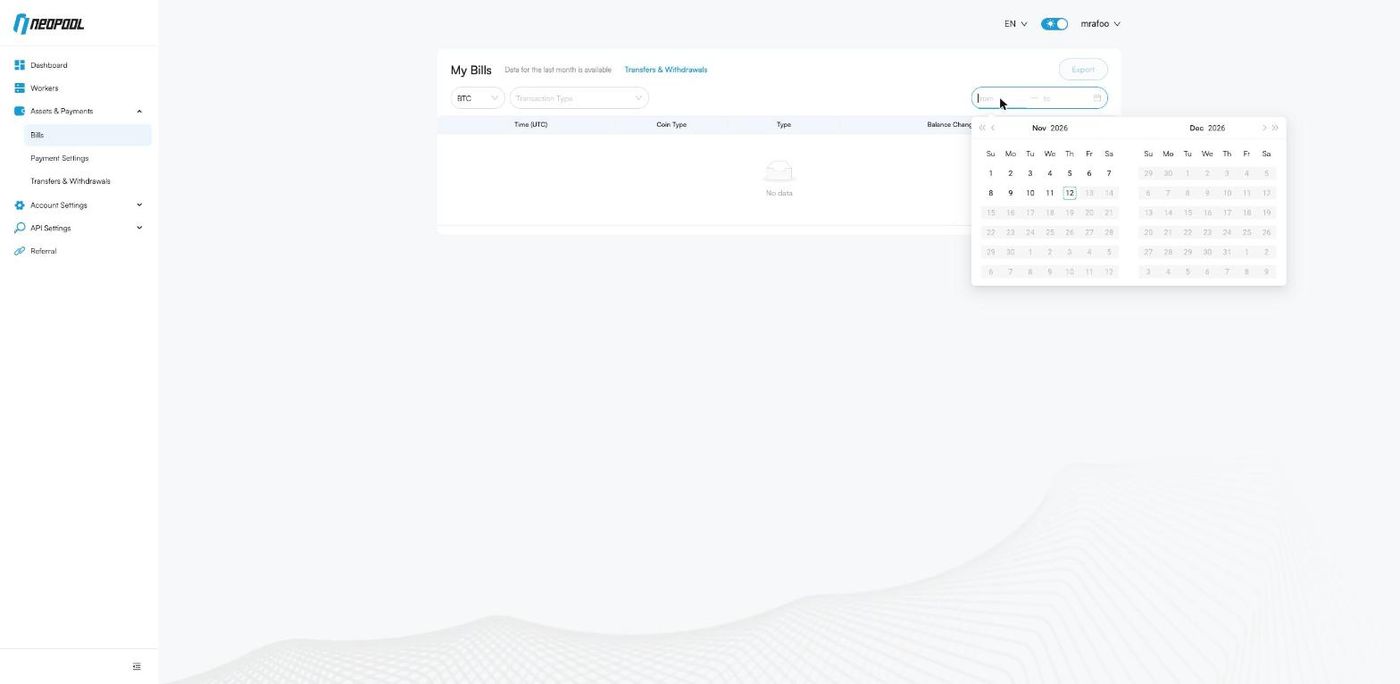 NEOPOOL
EN
mrafoo
Dashboard
Workers
Assets & Payments
Bills
Payment Settings
Transfers & Withdrawals
Account Settings
API Settings
Referral
My Bills Data for the last month is available Transfers & Withdrawals Export
BTC Transaction Type to
Time (UTC) Coin Type Type Balance Chang
No data
Nov 2026 Dec 2026
Su Mo Tu We Th Fr Sa Su Mo Tu We Th Fr Sa
1 2 3 4 5 6 7 29 30 1 2 3 4 5
8 9 10 11 12 13 14 6 7 8 9 10 11 12
15 16 17 18 19 20 21 13 14 15 16 17 18 19
22 23 24 25 26 27 28 20 21 22 23 24 25 26
29 30 1 2 3 4 5 27 28 29 30 31 1 2
6 7 8 9 10 11 12 3 4 5 6 7 8 9